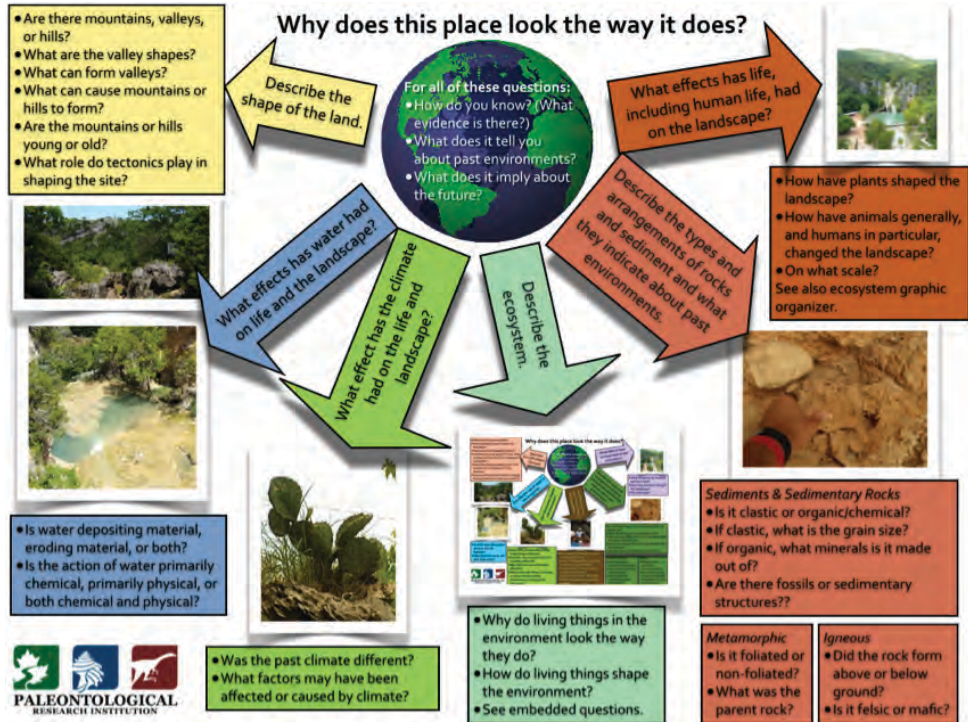 Why does this place look the way it does?
• Are there mountains, valleys,
or hills?
• What are the valley shapes?
• What can form valleys?
• What can cause mountains or
hills to form?
• Are the mountains or hills
young or old?
• What role do tectonics play in
shaping the site?
Describe the
shape of the land.
For all of these questions:
• How do you know? (What
evidence is there?)
• What does it tell you
about past environments?
• What does it imply about
the future?
What effects has life,
including human life, had
on the landscape?
• How have plants shaped the
landscape?
• How have animals generally,
and humans in particular,
changed the landscape?
• On what scale?
See also ecosystem graphic
organizer.
What effects has water had
on life and the landscape?
What effect has the climate
had on the life and
landscape?
Describe the
ecosystem.
Describe the types and
arrangements of rocks
and sediment and what
they indicate about past
environments.
• Is water depositing material,
eroding material, or both?
• Is the action of water primarily
chemical, primarily physical, or
both chemical and physical?
• Was the past climate different?
• What factors may have been
affected or caused by climate?
Why does this place look the way it does?
• Why do living things in the
environment look the way
they do?
• How do living things shape
the environment?
• See embedded questions.
Sediments & Sedimentary Rocks
• Is it clastic or organic/chemical?
• If clastic, what is the grain size?
• If organic, what minerals is it made
out of?
• Are there fossils or sedimentary
structures??
Metamorphic
• Is it foliated or
non-foliated?
• What was the
parent rock?
Igneous
• Did the rock form
above or below
ground?
• Is it felsic or mafic?
PALEONTOLOGICAL
RESEARCH INSTITUTION